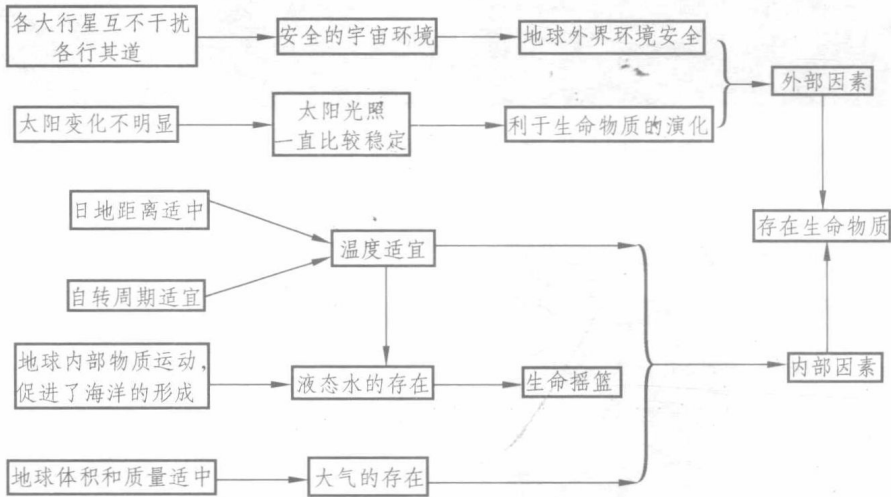 各大行星互不干扰
各行其道
安全的宇宙环境
地球外界环境安全
外部因素
太阳变化不明显
太阳光照
一直比较稳定
利于生命物质的演化
日地距离适中
温度适宜
存在生命物质
自转周期适宜
地球内部物质运动,
促进了海洋的形成
液态水的存在
生命摇篮
内部因素
地球体积和质量适中
大气的存在